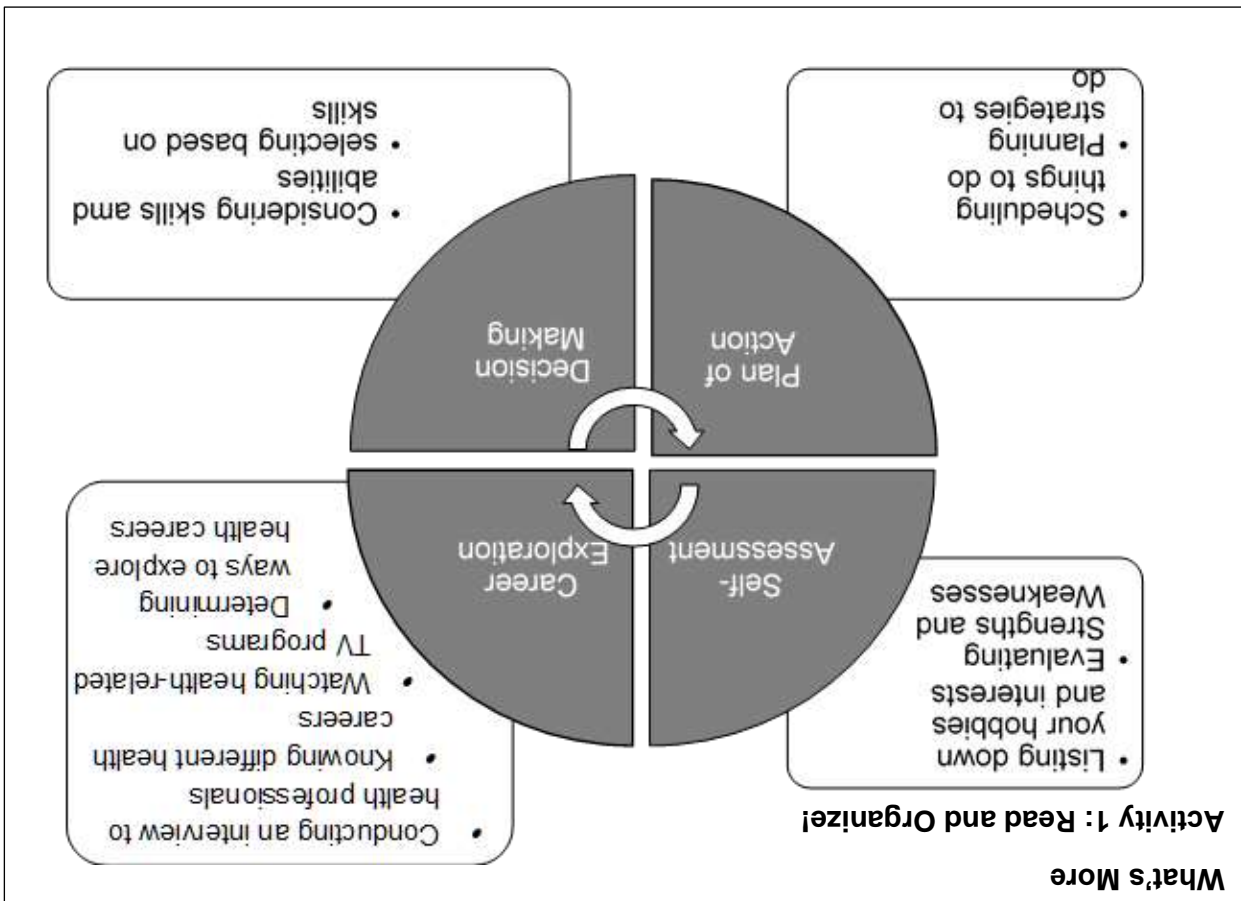 What's More
Activity 1: Read and Organize!
• Listing down
your hobbies
and interests
• Evaluating
Strengths and
Weaknesses
Self-
Assessment
• Conducting an interview to
health professionals
• Knowing different health
careers
• Watching health-related
TV programs
• Determining
ways to explore
health careers
Career
Exploration
Plan of
Action
• Scheduling
things to do
• Planning
strategies to
do
Decision
Making
• Considering skills amd
abilities
• selecting based on
skills